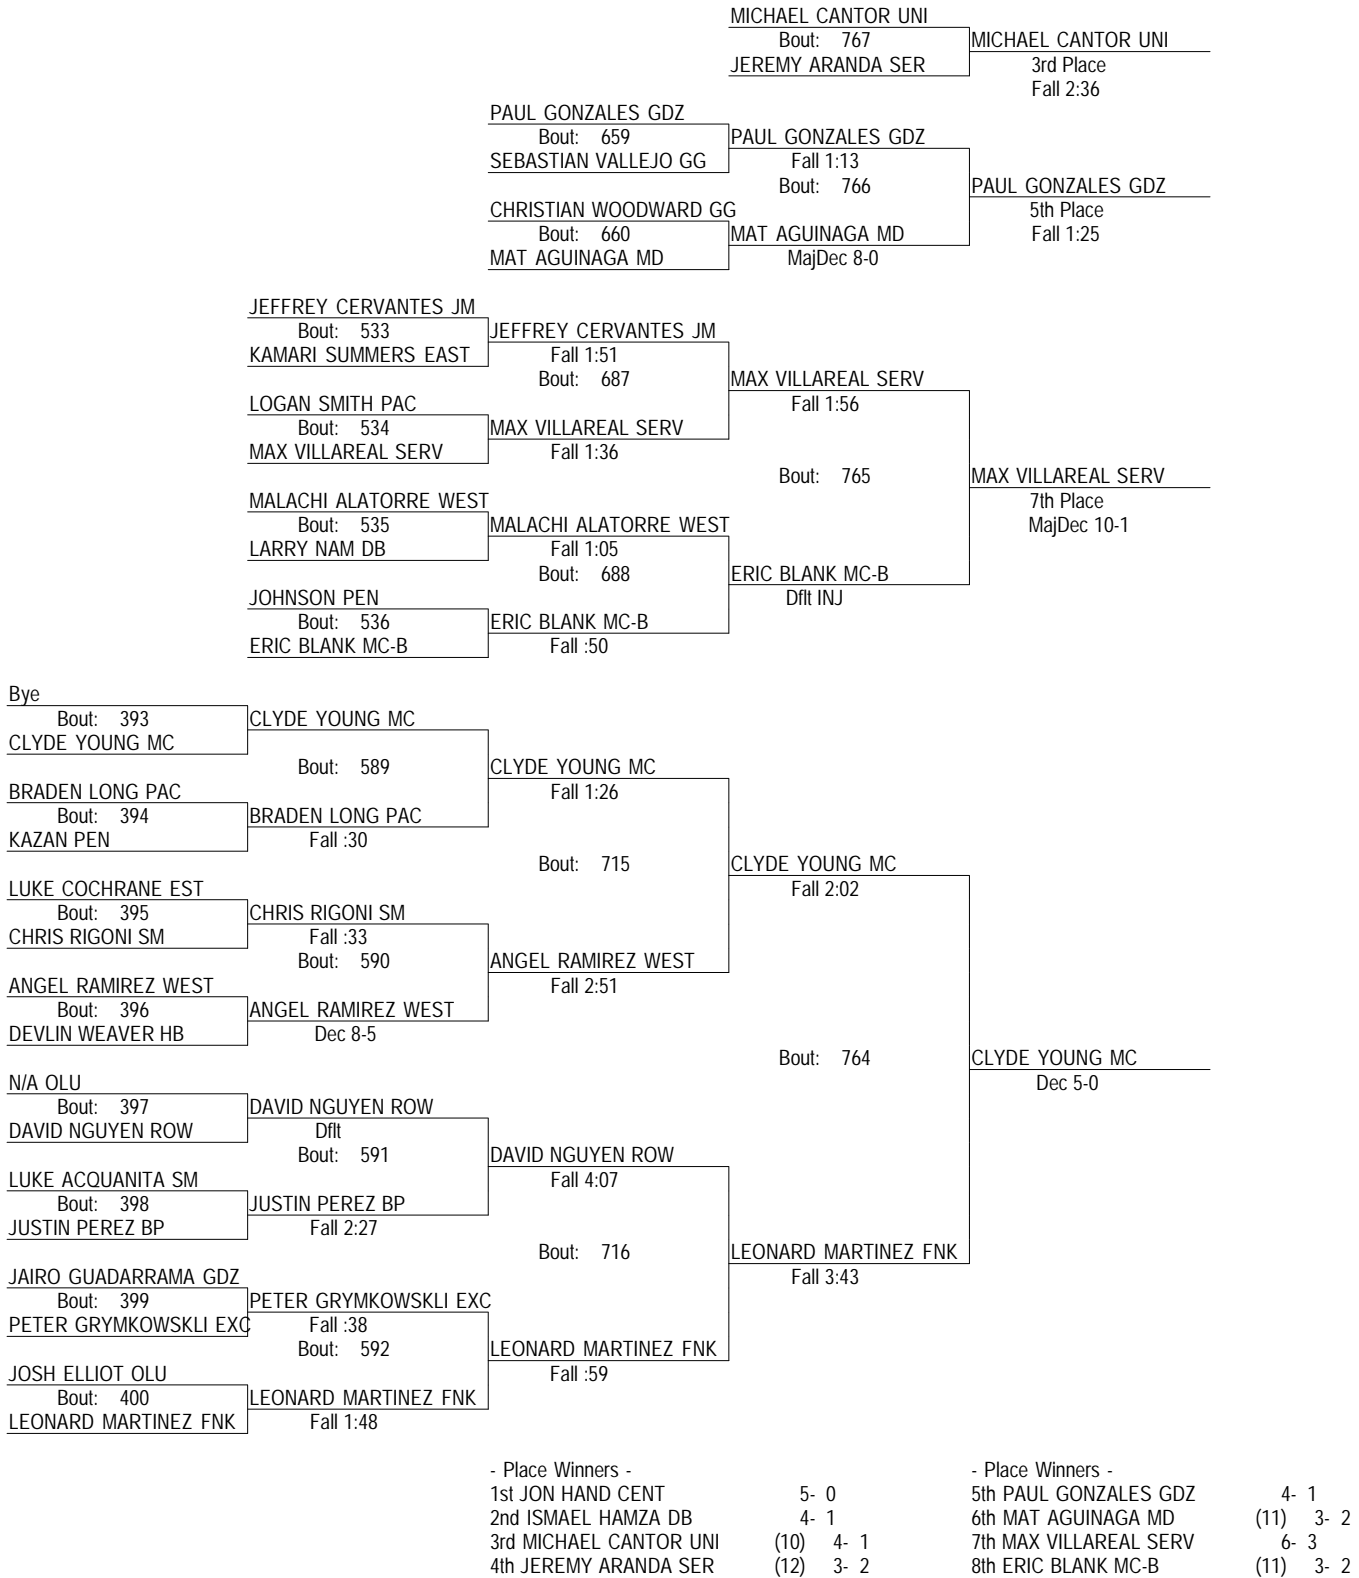 MICHAEL CANTOR UNI
Bout: 767
MICHAEL CANTOR UNI
JEREMY ARANDA SER
3rd Place
Fall 2:36
PAUL GONZALES GDZ
Bout: 659
PAUL GONZALES GDZ
SEBASTIAN VALLEJO GG
Fall 1:13
Bout: 766
PAUL GONZALES GDZ
5th Place
Fall 1:25
CHRISTIAN WOODWARD GG
Bout: 660
MAT AGUINAGA MD
MAT AGUINAGA MD
MajDec 8-0
JEFFREY CERVANTES JM
Bout: 533
JEFFREY CERVANTES JM
KAMARI SUMMERS EAST
Fall 1:51
Bout: 687
MAX VILLAREAL SERV
Fall 1:56
LOGAN SMITH PAC
Bout: 534
MAX VILLAREAL SERV
MAX VILLAREAL SERV
Fall 1:36
Bout: 765
MAX VILLAREAL SERV
7th Place
MajDec 10-1
MALACHI ALATORRE WEST
Bout: 535
MALACHI ALATORRE WEST
LARRY NAM DB
Fall 1:05
Bout: 688
ERIC BLANK MC-B
Dflt INJ
JOHNSON PEN
Bout: 536
ERIC BLANK MC-B
ERIC BLANK MC-B
Fall :50
Bye
Bout: 393
CLYDE YOUNG MC
CLYDE YOUNG MC
Bout: 589
CLYDE YOUNG MC
Fall 1:26
BRADEN LONG PAC
Bout: 394
BRADEN LONG PAC
KAZAN PEN
Fall :30
Bout: 715
CLYDE YOUNG MC
Fall 2:02
LUKE COCHRANE EST
Bout: 395
CHRIS RIGONI SM
CHRIS RIGONI SM
Fall :33
Bout: 590
ANGEL RAMIREZ WEST
Fall 2:51
ANGEL RAMIREZ WEST
Bout: 396
ANGEL RAMIREZ WEST
DEVLIN WEAVER HB
Dec 8-5
Bout: 764
CLYDE YOUNG MC
Dec 5-0
N/A OLU
Bout: 397
DAVID NGUYEN ROW
DAVID NGUYEN ROW
Dflt
Bout: 591
DAVID NGUYEN ROW
Fall 4:07
LUKE ACQUANITA SM
Bout: 398
JUSTIN PEREZ BP
JUSTIN PEREZ BP
Fall 2:27
Bout: 716
LEONARD MARTINEZ FNK
Fall 3:43
JAIRO GUADARRAMA GDZ
Bout: 399
PETER GRYMKOWSKLI EXC
PETER GRYMKOWSKLI EXC
Fall :38
Bout: 592
LEONARD MARTINEZ FNK
Fall :59
JOSH ELLIOT OLU
Bout: 400
LEONARD MARTINEZ FNK
LEONARD MARTINEZ FNK
Fall 1:48
- Place Winners -
1st JON HAND CENT 5- 0
2nd ISMAEL HAMZA DB 4- 1
3rd MICHAEL CANTOR UNI (10) 4- 1
4th JEREMY ARANDA SER (12) 3- 2
- Place Winners -
5th PAUL GONZALES GDZ 4- 1
6th MAT AGUINAGA MD (11) 3- 2
7th MAX VILLAREAL SERV 6- 3
8th ERIC BLANK MC-B (11) 3- 2